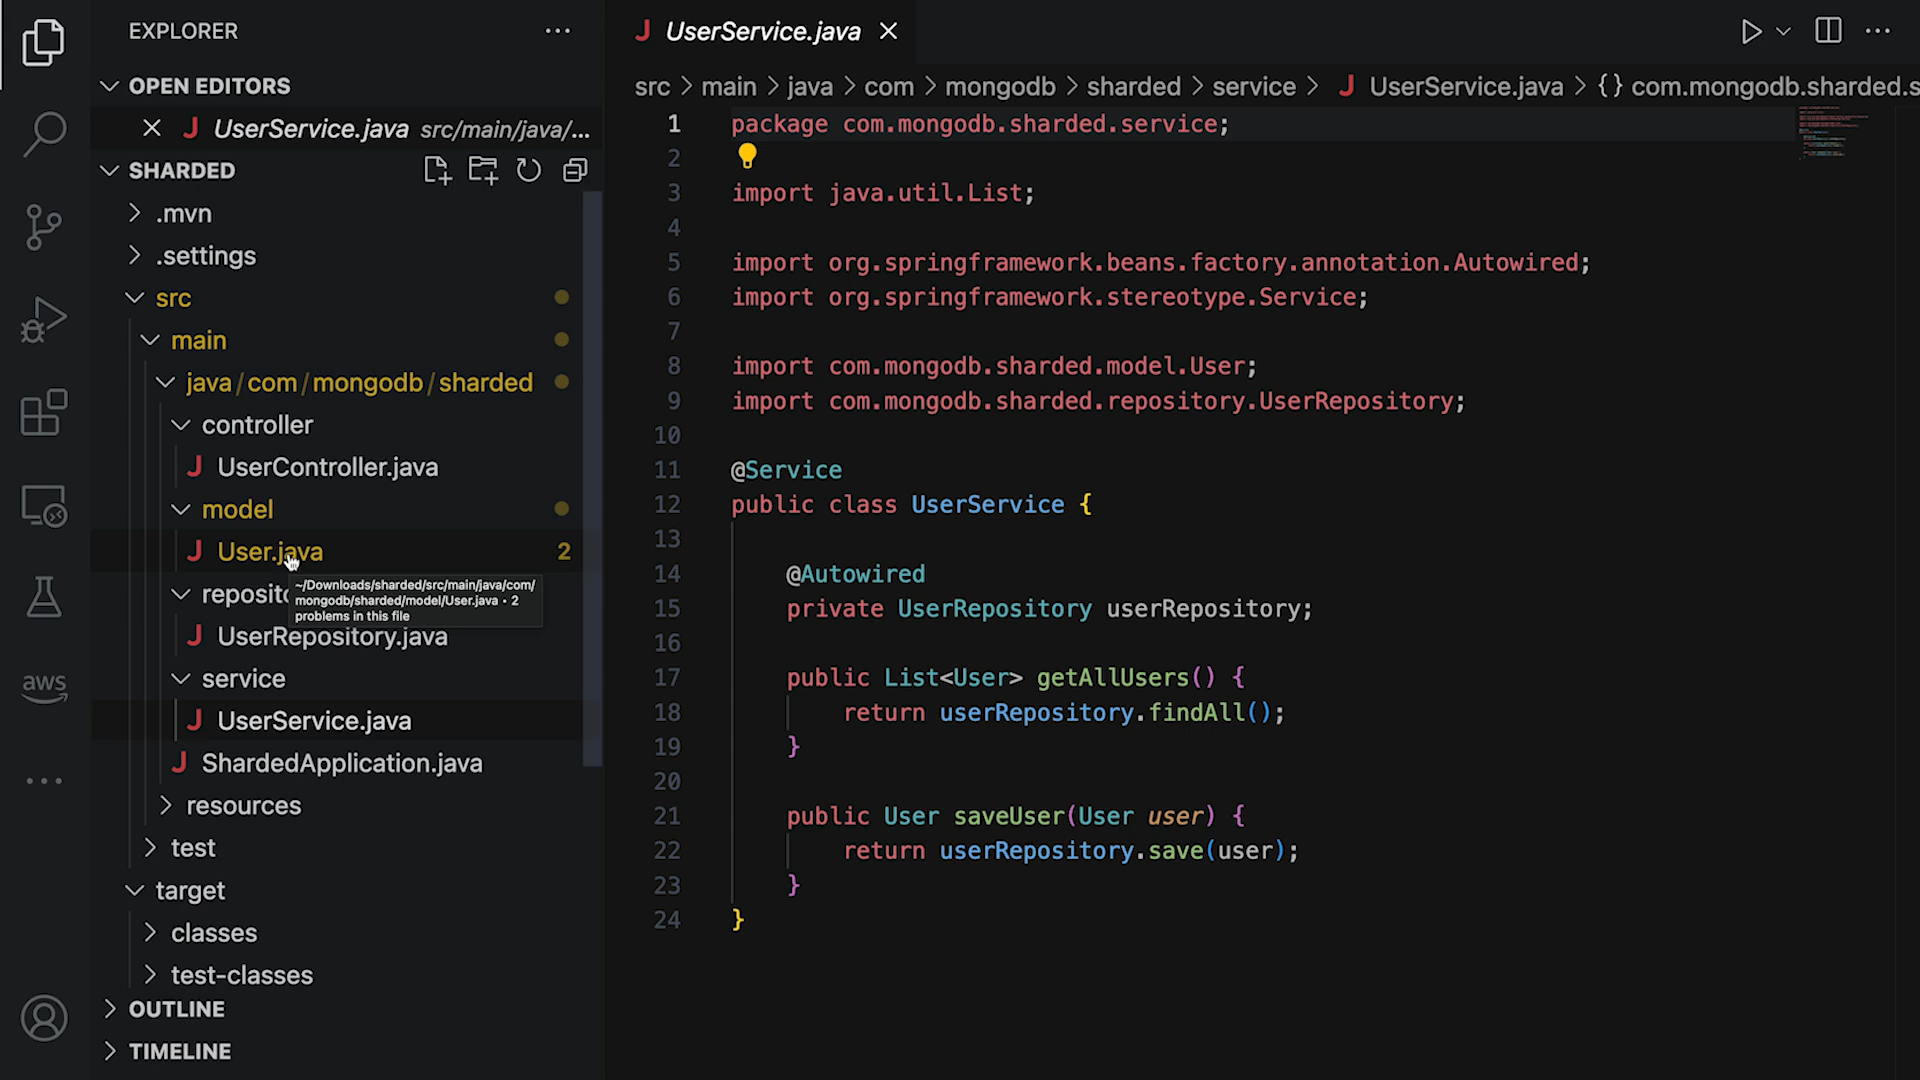 EXPLORER
OPEN EDITORS
UserService.java src/main/java/...
SHARDED
.mvn
.settings
src
main
java/com/mongodb/sharded
controller
UserController.java
model
User.java 2
~/Downloads/sharded/src/main/java/com/
mongodb/sharded/model/User.java • 2
problems in this file
UserRepository.java
service
UserService.java
ShardedApplication.java
resources
test
target
classes
test-classes
OUTLINE
TIMELINE
aws
UserService.java
src > main > java > com > mongodb > sharded > service > UserService.java > {} com.mongodb.sharded.s
1 package com.mongodb.sharded.service;
2
3 import java.util.List;
4
5 import org.springframework.beans.factory.annotation.Autowired;
6 import org.springframework.stereotype.Service;
7
8 import com.mongodb.sharded.model.User;
9 import com.mongodb.sharded.repository.UserRepository;
10
11 @Service
12 public class UserService {
13
14 @Autowired
15 private UserRepository userRepository;
16
17 public List<User> getAllUsers() {
18 return userRepository.findAll();
19 }
20
21 public User saveUser(User user) {
22 return userRepository.save(user);
23 }
24 }